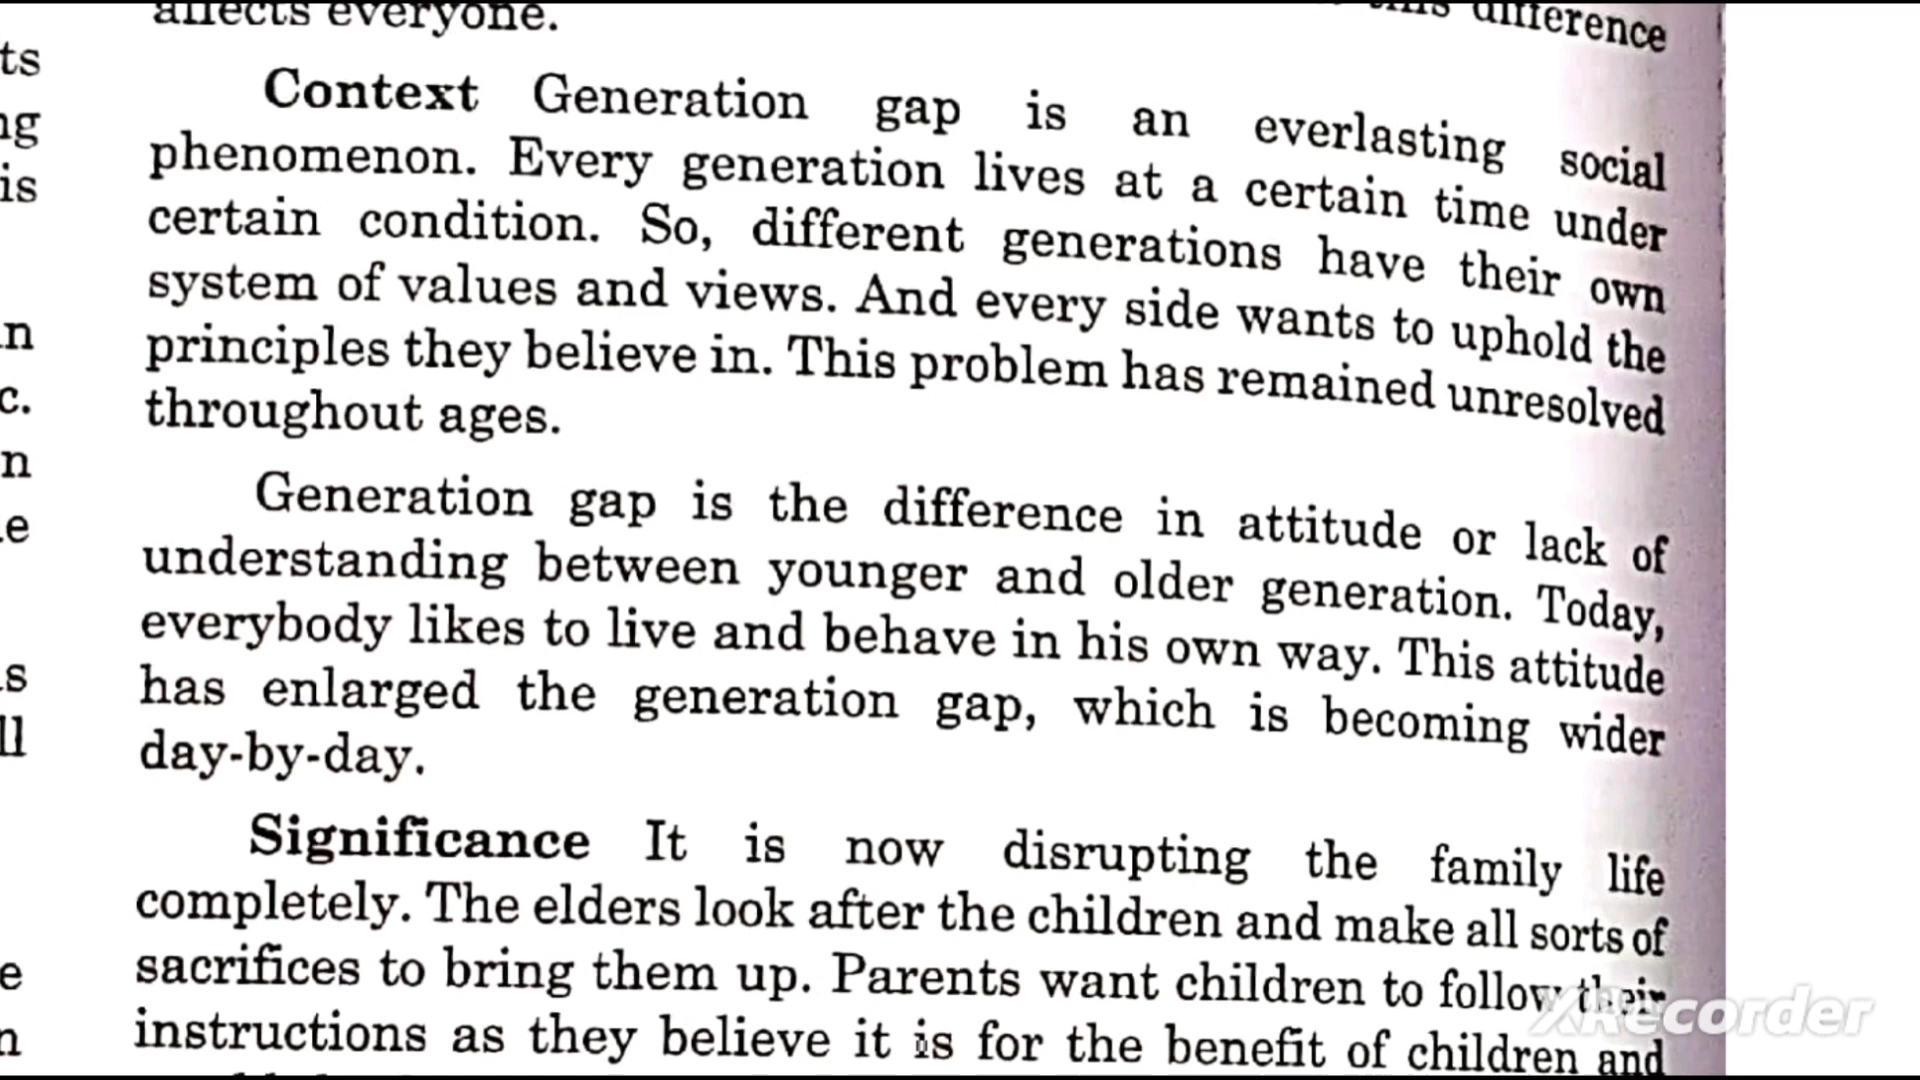 affects everyone.
this difference
Context Generation gap is an everlasting social
phenomenon. Every generation lives at a certain time under
certain condition. So, different generations have their own
system of values and views. And every side wants to uphold the
principles they believe in. This problem has remained unresolved
throughout ages.
Generation gap is the difference in attitude or lack of
understanding between younger and older generation. Today,
everybody likes to live and behave in his own way. This attitude
has enlarged the generation gap, which is becoming wider
day-by-day.
Significance It is now disrupting the family life
completely. The elders look after the children and make all sorts of
sacrifices to bring them up. Parents want children to follow their
instructions as they believe it is for the benefit of children and
XRecorder